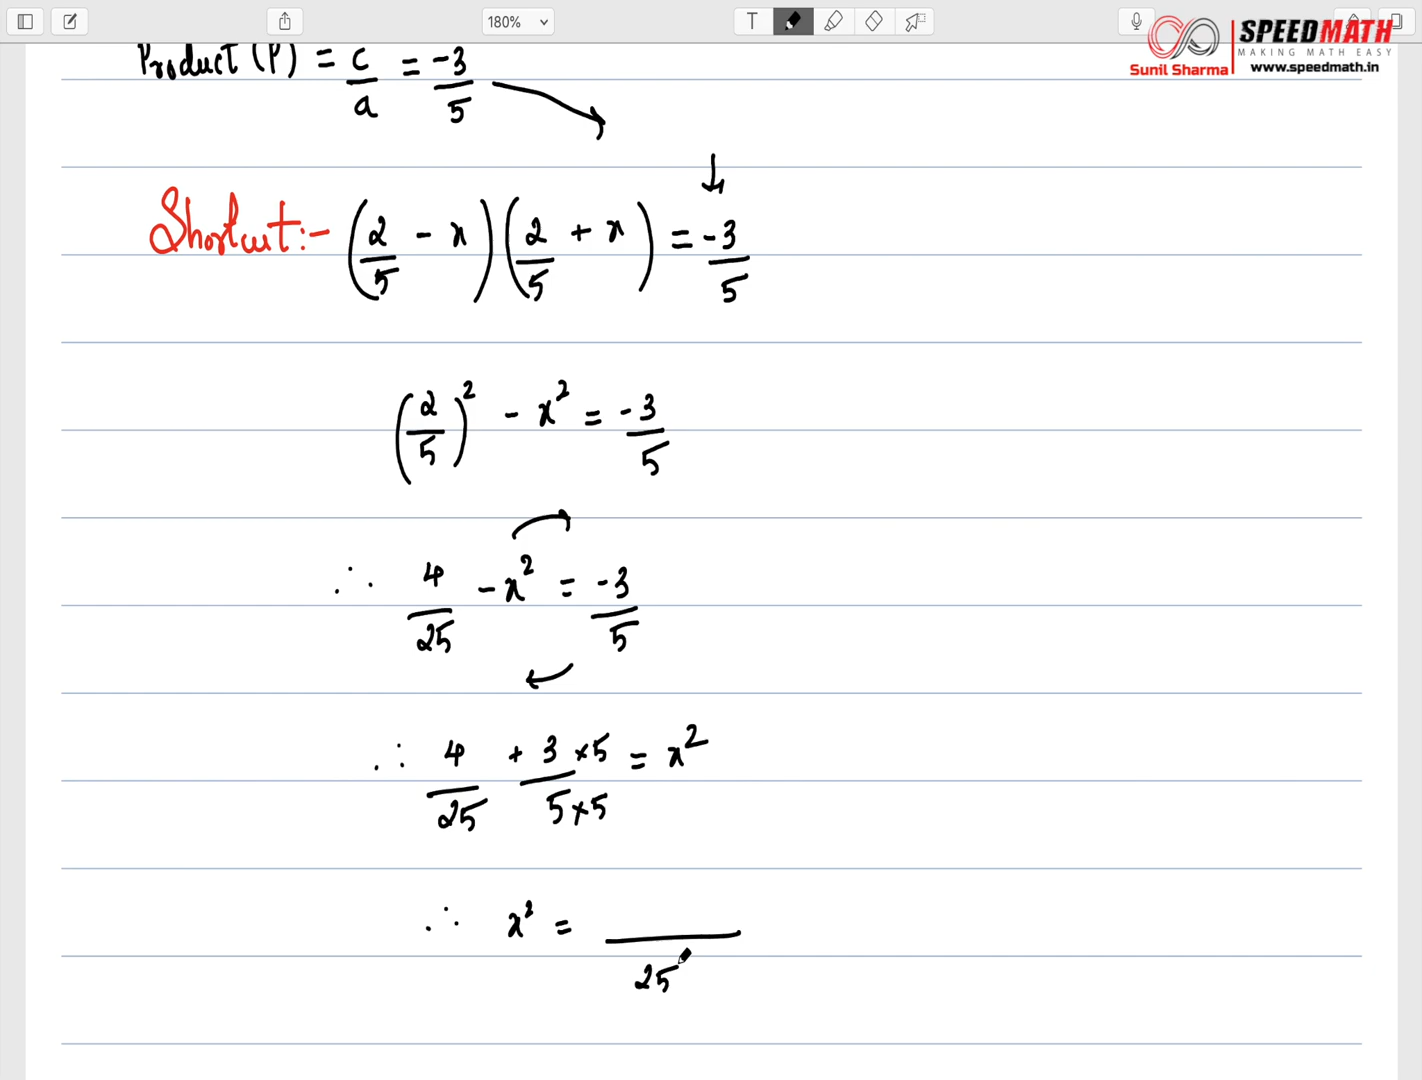 180%
T
SPEEDMATH
MAKING MATH EASY
Sunil Sharma
www.speedmath.in
Product (P) = c/a = -3/5
Shortcut:- (2/5 - x)(2/5 + x) = -3/5
(2/5)² - x² = -3/5
∴ 4/25 - x² = -3/5
∴ 4/25 + 3×5/5×5 = x²
∴ x² = /25